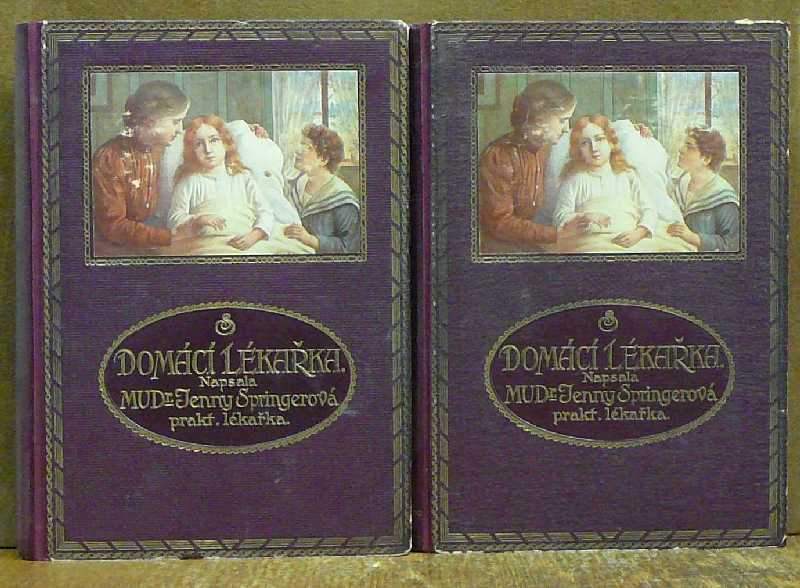 DOMÁCÍ LÉKAŘKA.
Napsala
MUDr. Jenny Springerová
prakt. lékařka.
DOMÁCÍ LÉKAŘKA.
Napsala
MUDr. Jenny Springerová
prakt. lékařka.